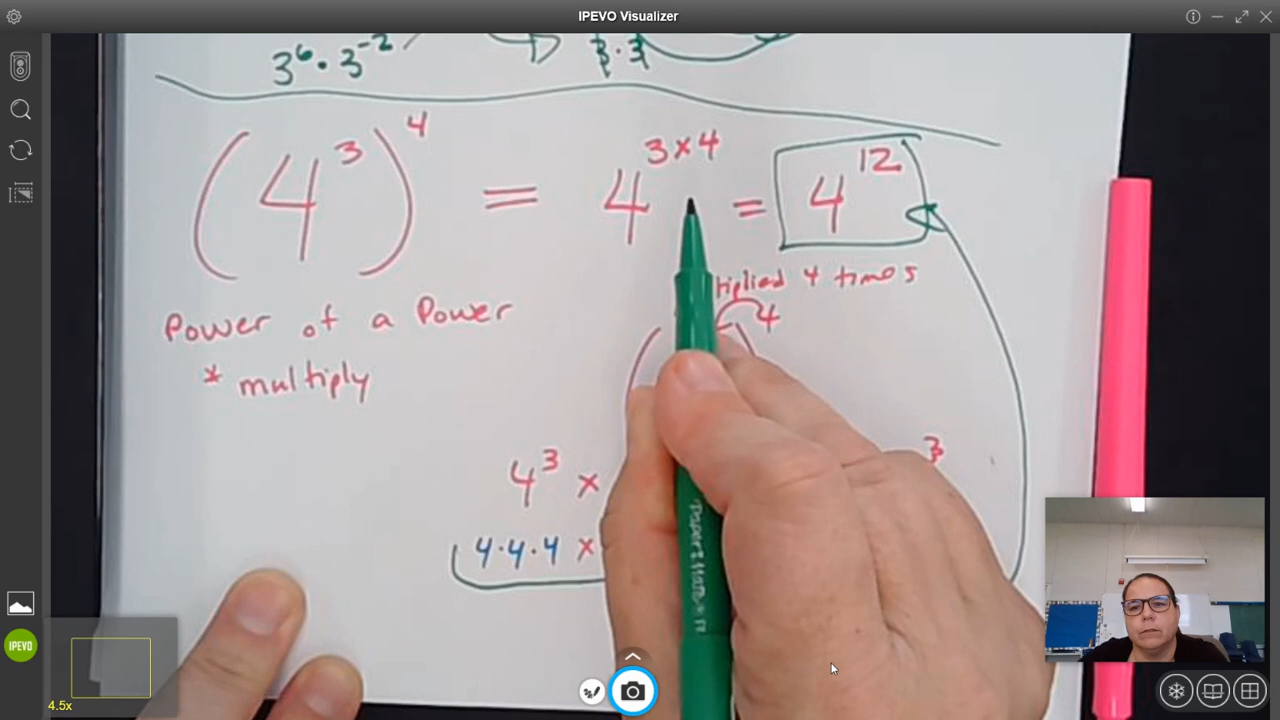 IPEVO Visualizer
3⁶ · 3⁻²
(4³)⁴ = 4³ˣ⁴ = 4¹²
4 times
4
Power of a Power
* multiply
4³ ×
3
4·4·4 ×
IPEVO
4.5x